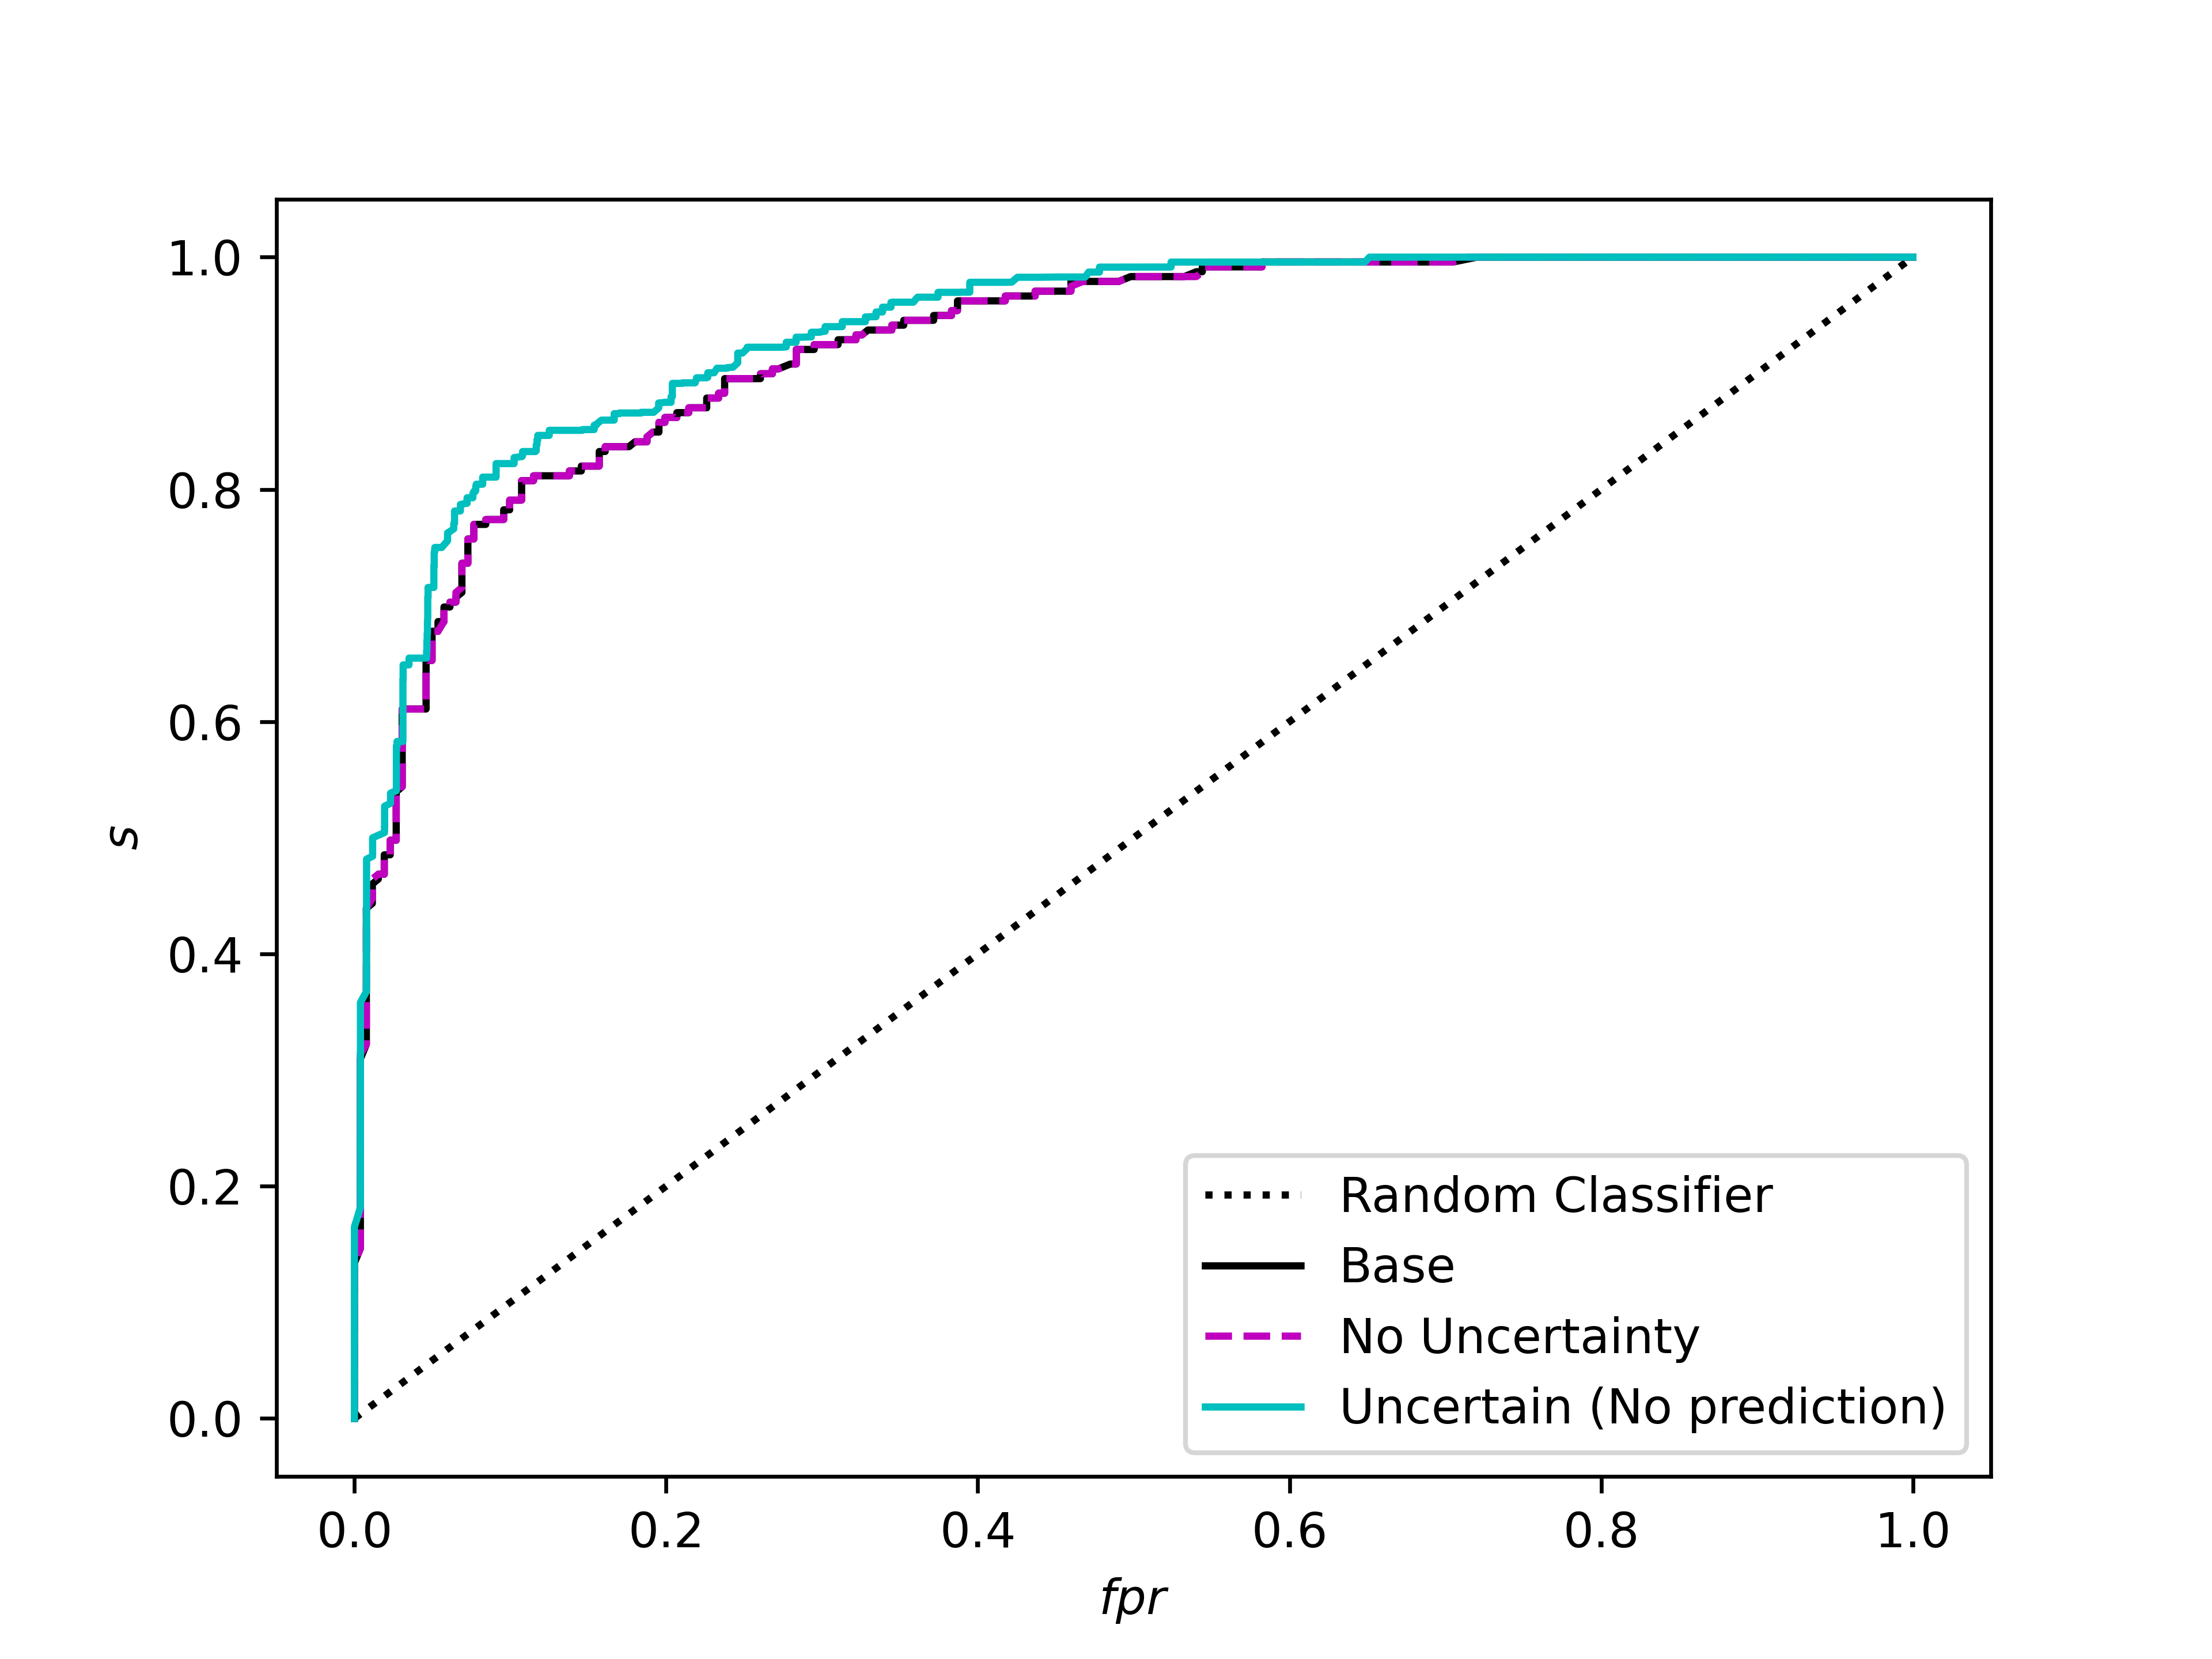 1.0
0.8
0.6
0.4
0.2
0.0
s
0.0 0.2 0.4 0.6 0.8 1.0
fpr
Random Classifier
Base
No Uncertainty
Uncertain (No prediction)